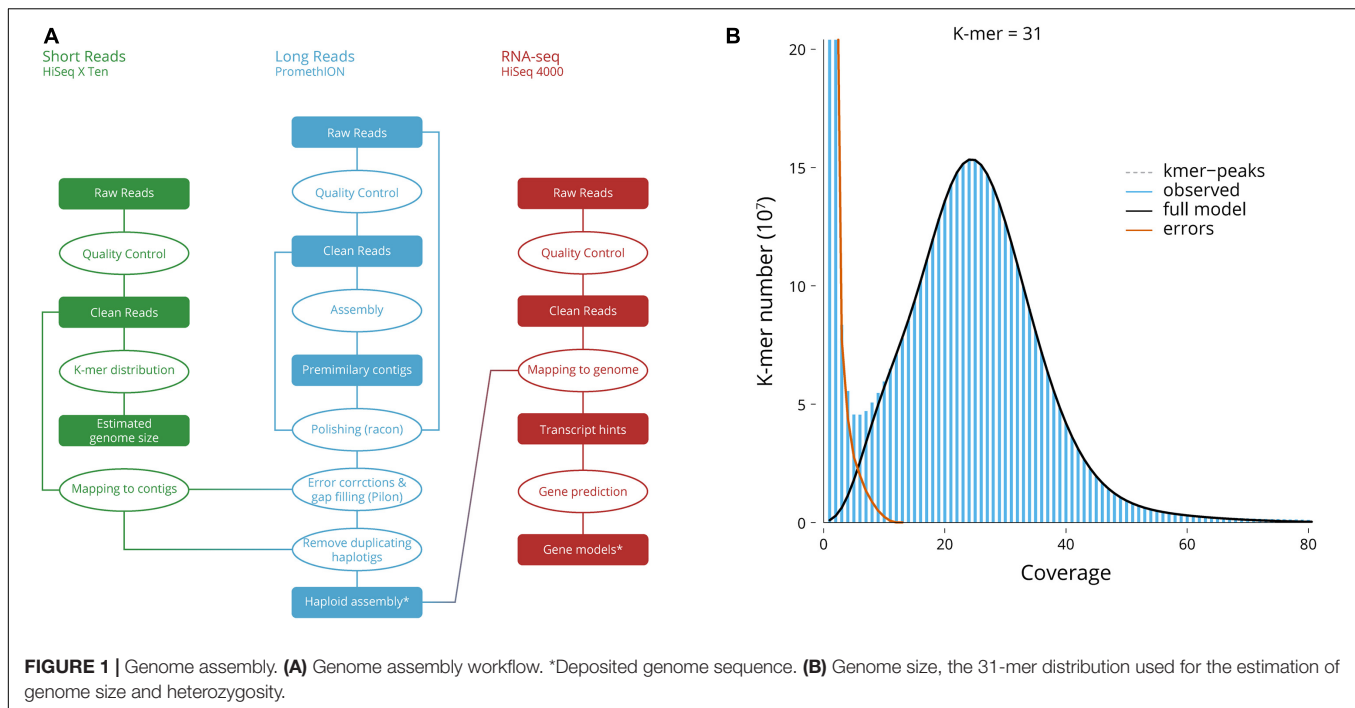 A
Short Reads
HiSeq X Ten
Raw Reads
Quality Control
Clean Reads
K-mer distribution
Estimated
genome size
Mapping to contigs
Long Reads
PromethION
Raw Reads
Quality Control
Clean Reads
Assembly
Premimilary contigs
Polishing (racon)
Error corrctions &
gap filling (Pilon)
Remove duplicating
haplotigs
Haploid assembly*
RNA-seq
HiSeq 4000
Raw Reads
Quality Control
Clean Reads
Mapping to genome
Transcript hints
Gene prediction
Gene models*
B
K-mer = 31
K-mer number (10⁷)
20
15
10
5
0
0
20
40
60
80
Coverage
kmer-peaks
observed
full model
errors
FIGURE 1 | Genome assembly. (A) Genome assembly workflow. *Deposited genome sequence. (B) Genome size, the 31-mer distribution used for the estimation of
genome size and heterozygosity.